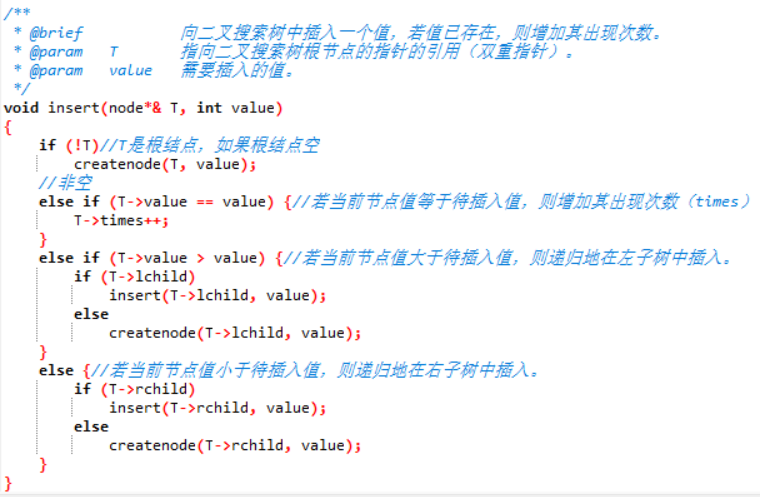 /**
 * @brief 向二叉搜索树中插入一个值，若值已存在，则增加其出现次数。
 * @param T 指向二叉搜索树根节点的指针的引用（双重指针）。
 * @param value 需要插入的值。
 */
void insert(node*& T, int value)
{
    if (!T)//T是根结点，如果根结点空
        createnode(T, value);
    //非空
    else if (T->value == value) {//若当前节点值等于待插入值，则增加其出现次数（times）
        T->times++;
    }
    else if (T->value > value) {//若当前节点值大于待插入值，则递归地在左子树中插入。
        if (T->lchild)
            insert(T->lchild, value);
        else
            createnode(T->lchild, value);
    }
    else {//若当前节点值小于待插入值，则递归地在右子树中插入。
        if (T->rchild)
            insert(T->rchild, value);
        else
            createnode(T->rchild, value);
    }
}